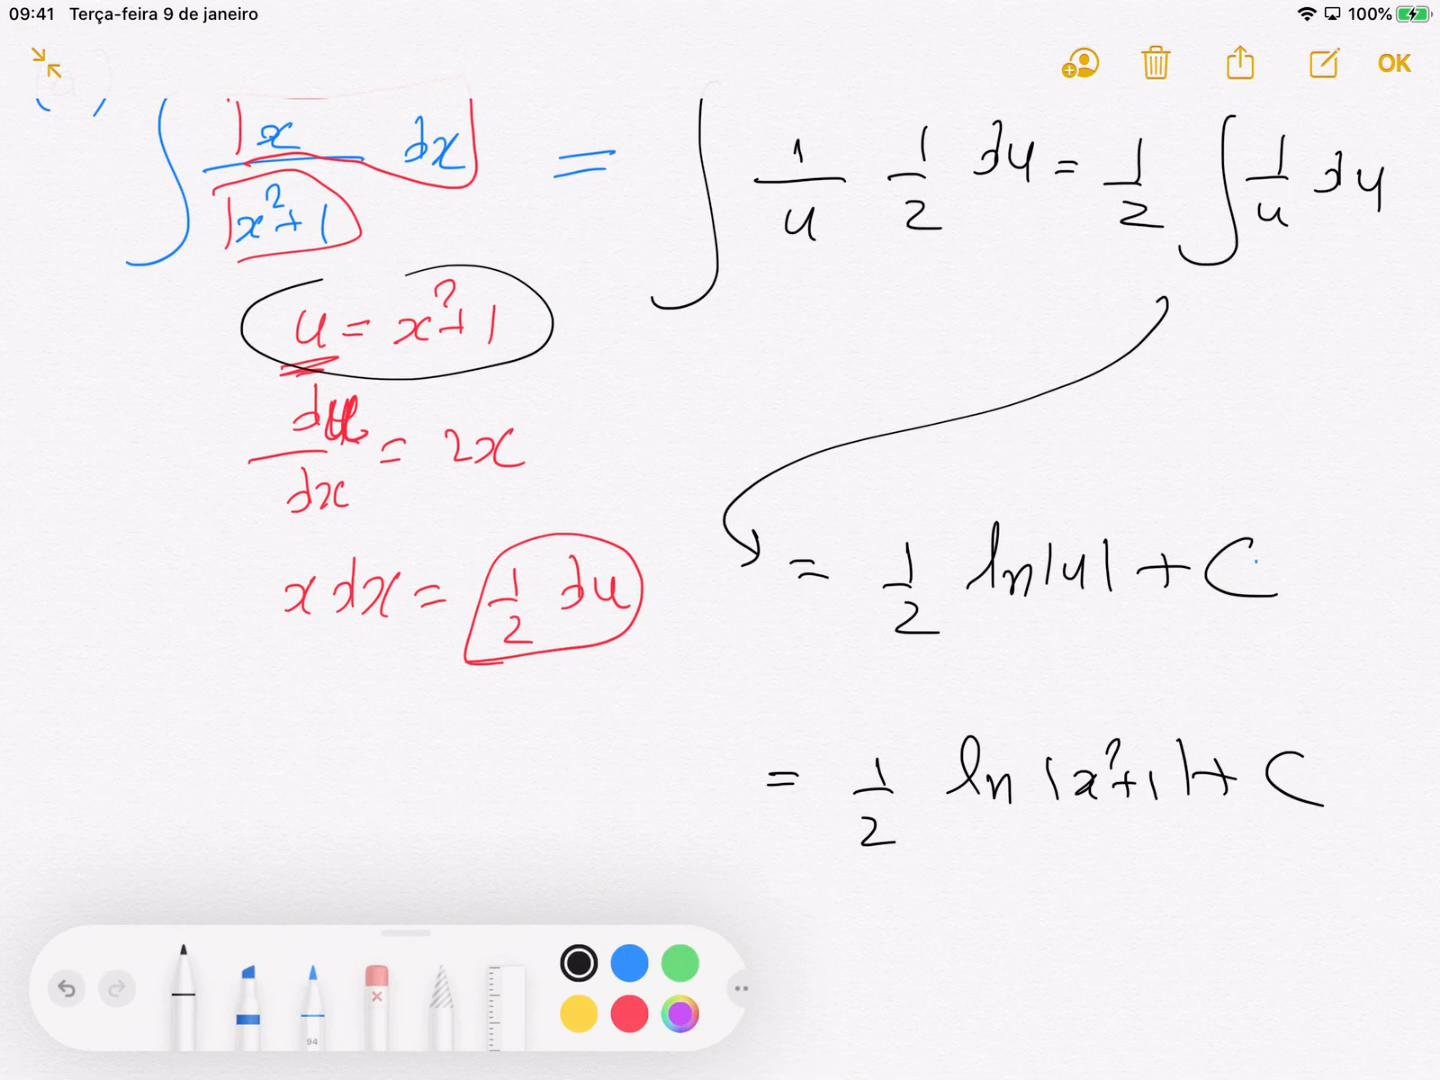 09:41 Terça-feira 9 de janeiro 100%
OK
∫ x/(x²+1) dx = ∫ 1/u 1/2 du = 1/2 ∫ 1/u du
u = x²+1
du/dx = 2x
x dx = 1/2 du
= 1/2 ln|u| + C
= 1/2 ln|x²+1| + C
94